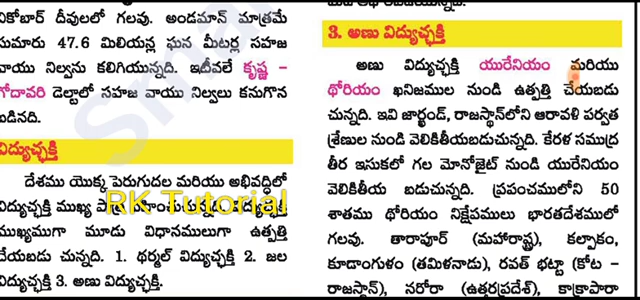 నికోబార్ దీవులలో గలవు. అండమాన్ మాత్రమే
సుమారు 47.6 మిలియన్ల ఘన మీటర్ల సహజ
వాయు నిల్వను కలిగియున్నది. ఇటీవలే కృష్ణ –
గోదావరి డెల్టాలో సహజ వాయు నిల్వలు కనుగొన
బడినది.
విద్యుచ్ఛక్తి
దేశము యొక్క పెరుగుదల మరియు అభివృద్ధిలో
విద్యుచ్ఛక్తి ముఖ్య
RK Tutorial
ముఖ్యముగా మూడు విధానములుగా ఉత్పత్తి
చేయబడు చున్నది. 1. థర్మల్ విద్యుచ్ఛక్తి 2. జల
విద్యుచ్ఛక్తి 3. అణు విద్యుచ్ఛక్తి.
3. అణు విద్యుచ్ఛక్తి
అణు విద్యుచ్ఛక్తి యురేనియం మరియు
థోరియం ఖనిజముల నుండి ఉత్పత్తి చేయబడు
చున్నది. ఇవి జార్ఖండ్, రాజస్థాన్‌లోని ఆరావళి పర్వత
శ్రేణుల నుండి వెలికితీయబడుచున్నది. కేరళ సముద్ర
తీర ఇసుకలో గల మోనోజైట్ నుండి యురేనియం
వెలికితీయ బడుచున్నది. ప్రపంచములోని 50
శాతము థోరియం నిక్షేపములు భారతదేశములో
గలవు. తారాపూర్ (మహారాష్ట్ర), కల్పాకం,
కూడాంగుళం (తమిళనాడు), రవత్ భట్టా (కోట –
రాజస్థాన్), నరోరా (ఉత్తరప్రదేశ్), కాక్రాపారా